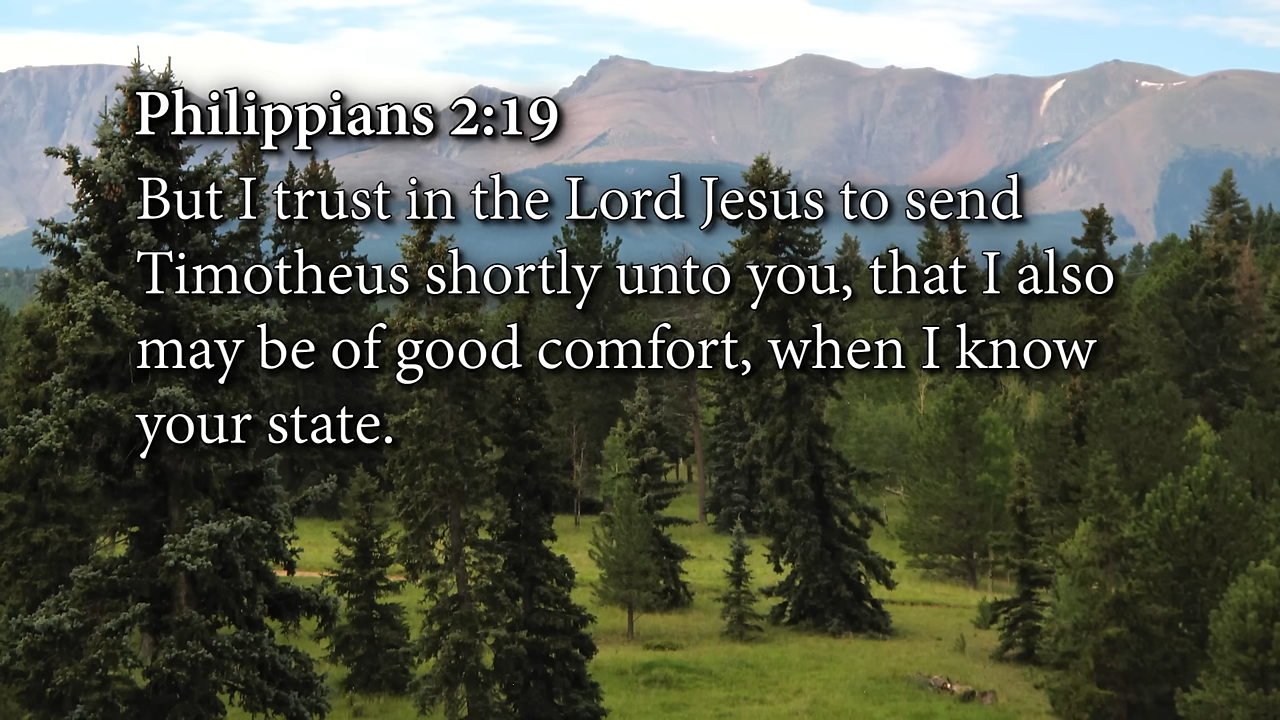 Philippians 2:19
But I trust in the Lord Jesus to send
Timotheus shortly unto you, that I also
may be of good comfort, when I know
your state.